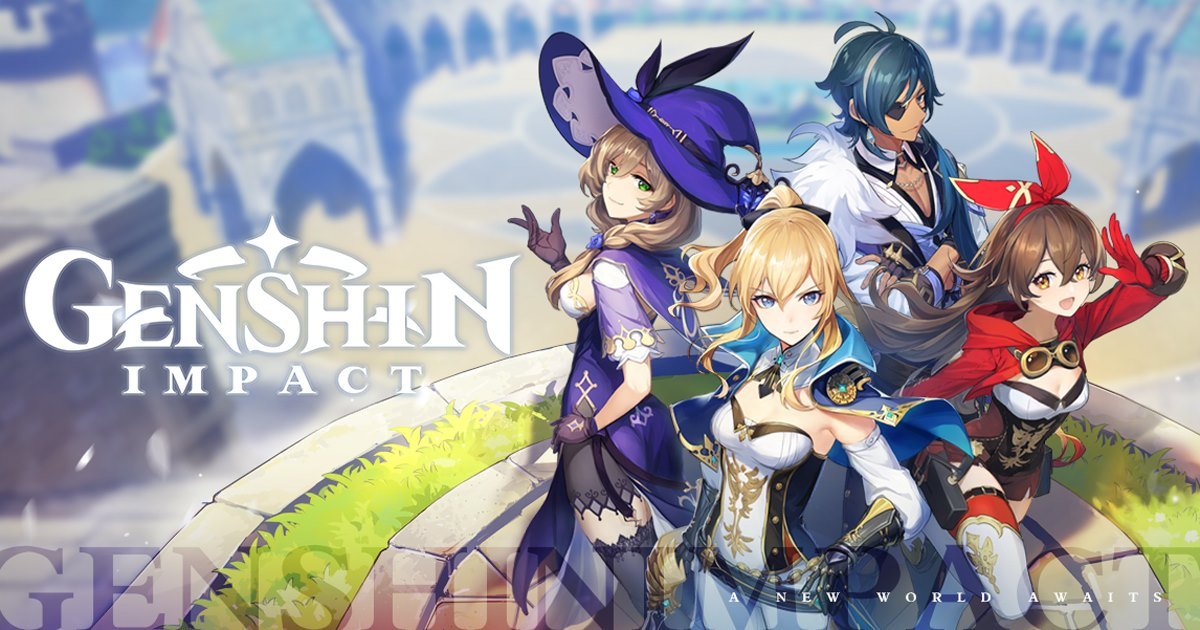 GENSHIN
IMPACT
GENSHIN IMPACT
A NEW WORLD AWAITS